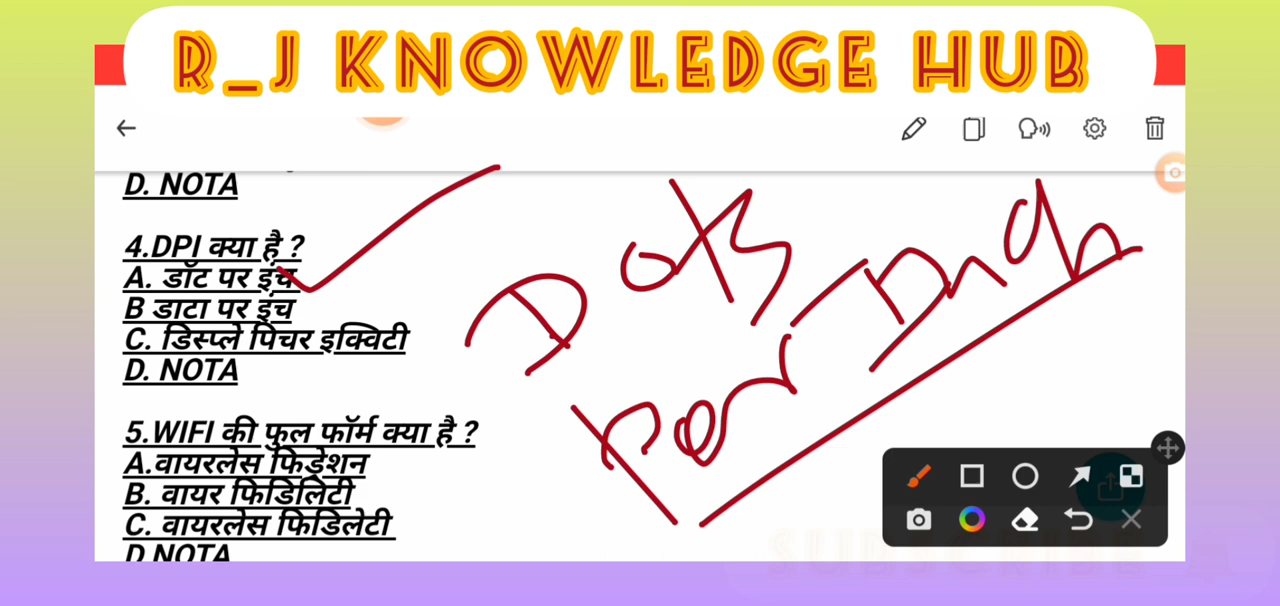 R_J KNOWLEDGE HUB
D. NOTA
4.DPI क्या है ?
A. डॉट पर इंच
B डाटा पर इंच
C. डिस्प्ले पिचर इक्विटी
D. NOTA
Dots
Per Inch
5.WIFI की फुल फॉर्म क्या है ?
A.वायरलेस फिडेशन
B. वायर फिडिलिटी
C. वायरलेस फिडिलेटी
D NOTA
SUBSCRIBE